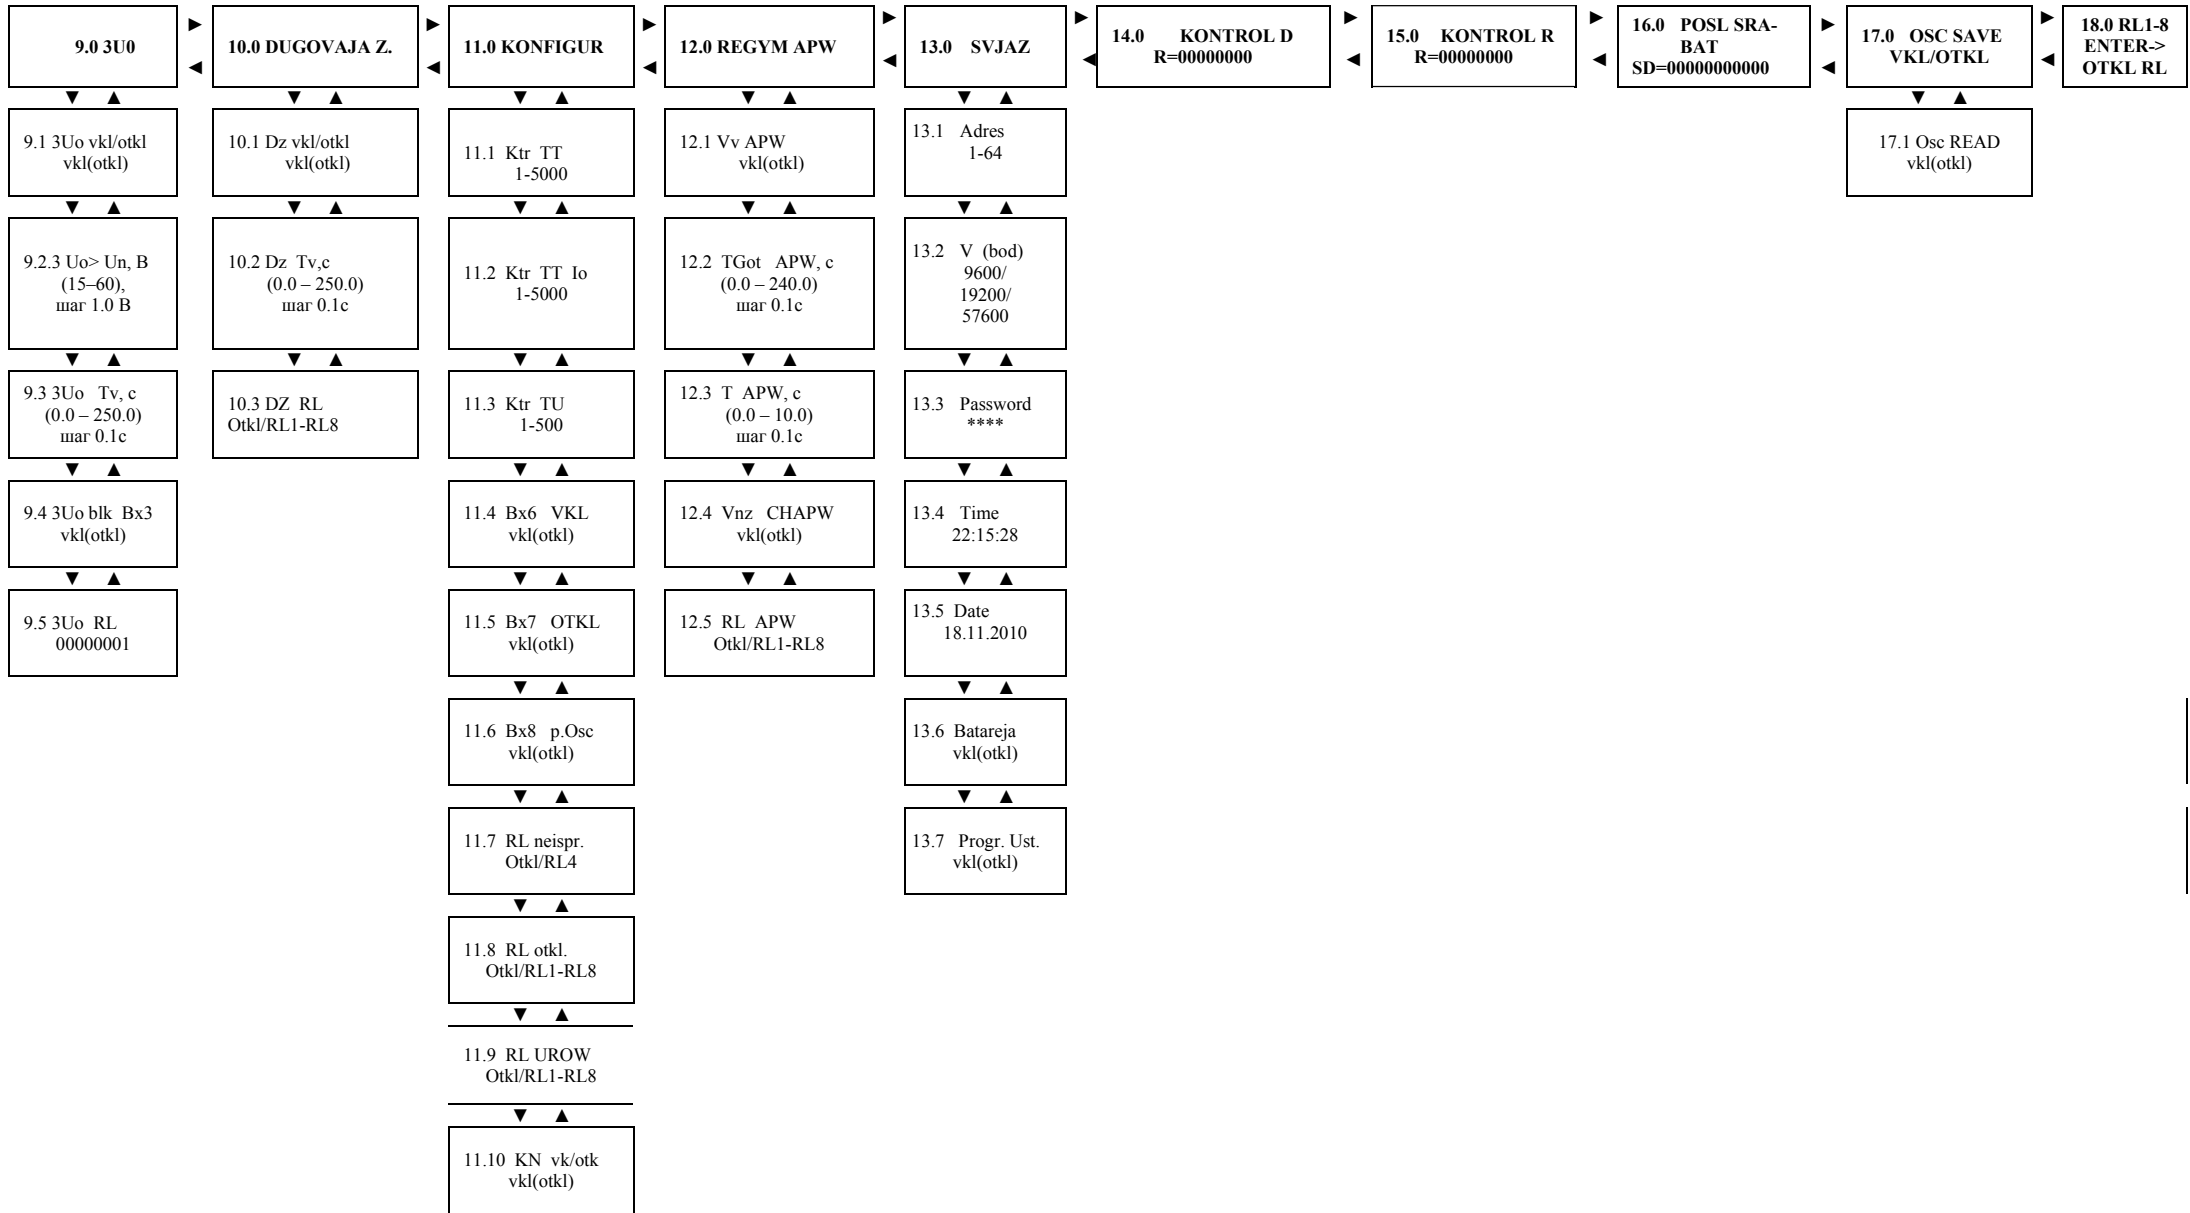 9.0 3U0
10.0 DUGOVAJA Z.
11.0 KONFIGUR
12.0 REGYM APW
13.0 SVJAZ
14.0 KONTROL D
R=00000000
15.0 KONTROL R
R=00000000
16.0 POSL SRA-
BAT
SD=00000000000
17.0 OSC SAVE
VKL/OTKL
18.0 RL1-8
ENTER->
OTKL RL
9.1 3Uo vkl/otkl
vkl(otkl)
9.2.3 Uo> Un, B
(15–60),
шаг 1.0 В
9.3 3Uo Tv, c
(0.0 – 250.0)
шаг 0.1с
9.4 3Uo blk Bx3
vkl(otkl)
9.5 3Uo RL
00000001
10.1 Dz vkl/otkl
vkl(otkl)
10.2 Dz Tv,c
(0.0 – 250.0)
шаг 0.1с
10.3 DZ RL
Otkl/RL1-RL8
11.1 Ktr TT
1-5000
11.2 Ktr TT Io
1-5000
11.3 Ktr TU
1-500
11.4 Bx6 VKL
vkl(otkl)
11.5 Bx7 OTKL
vkl(otkl)
11.6 Bx8 p.Osc
vkl(otkl)
11.7 RL neispr.
Otkl/RL4
11.8 RL otkl.
Otkl/RL1-RL8
11.9 RL UROW
Otkl/RL1-RL8
11.10 KN vk/otk
vkl(otkl)
12.1 Vv APW
vkl(otkl)
12.2 TGot APW, c
(0.0 – 240.0)
шаг 0.1с
12.3 T APW, c
(0.0 – 10.0)
шаг 0.1с
12.4 Vnz CHAPW
vkl(otkl)
12.5 RL APW
Otkl/RL1-RL8
13.1 Adres
1-64
13.2 V (bod)
9600/
19200/
57600
13.3 Password
****
13.4 Time
22:15:28
13.5 Date
18.11.2010
13.6 Batareja
vkl(otkl)
13.7 Progr. Ust.
vkl(otkl)
17.1 Osc READ
vkl(otkl)